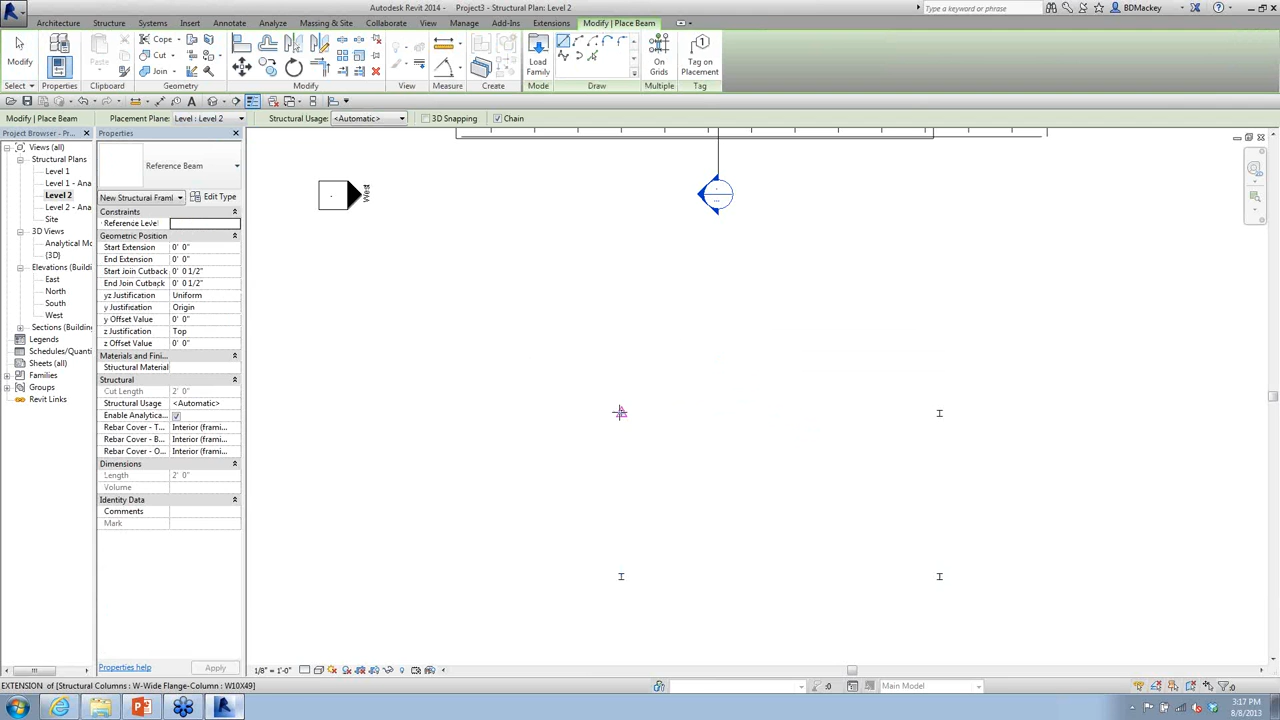 Autodesk Revit 2014 - Project3 - Structural Plan: Level 2
Type a keyword or phrase
BDMackey
Architecture Structure Systems Insert Annotate Analyze Massing & Site Collaborate View Manage Add-Ins Extensions Modify | Place Beam
Modify
Paste
Cope
Cut
Join
Load
Family
On
Grids
Tag on
Placement
Select Properties Clipboard Geometry Modify View Measure Create Mode Draw Multiple Tag
Modify | Place Beam Placement Plane: Level : Level 2 Structural Usage: <Automatic> 3D Snapping Chain
Project Browser - Pr...
Views (all)
Structural Plans
Level 1
Level 1 - Ana
Level 2
Level 2 - Ana
Site
3D Views
Analytical Mo
{3D}
Elevations (Buildi
East
North
South
West
Sections (Building
Legends
Schedules/Quanti
Sheets (all)
Families
Groups
Revit Links
Properties
Reference Beam
New Structural Frami
Edit Type
Constraints
Reference Level
Geometric Position
Start Extension 0' 0"
End Extension 0' 0"
Start Join Cutback 0' 0 1/2"
End Join Cutback 0' 0 1/2"
yz Justification Uniform
y Justification Origin
y Offset Value 0' 0"
z Justification Top
z Offset Value 0' 0"
Materials and Fini...
Structural Material
Structural
Cut Length 2' 0"
Structural Usage <Automatic>
Enable Analytica...
Rebar Cover - T... Interior (frami...
Rebar Cover - B... Interior (frami...
Rebar Cover - O... Interior (frami...
Dimensions
Length 2' 0"
Volume
Identity Data
Comments
Mark
Properties help
Apply
West
1/8" = 1'-0"
EXTENSION of [Structural Columns : W-Wide Flange-Column : W10X49]
:0
Main Model
:0
3:17 PM
8/8/2013